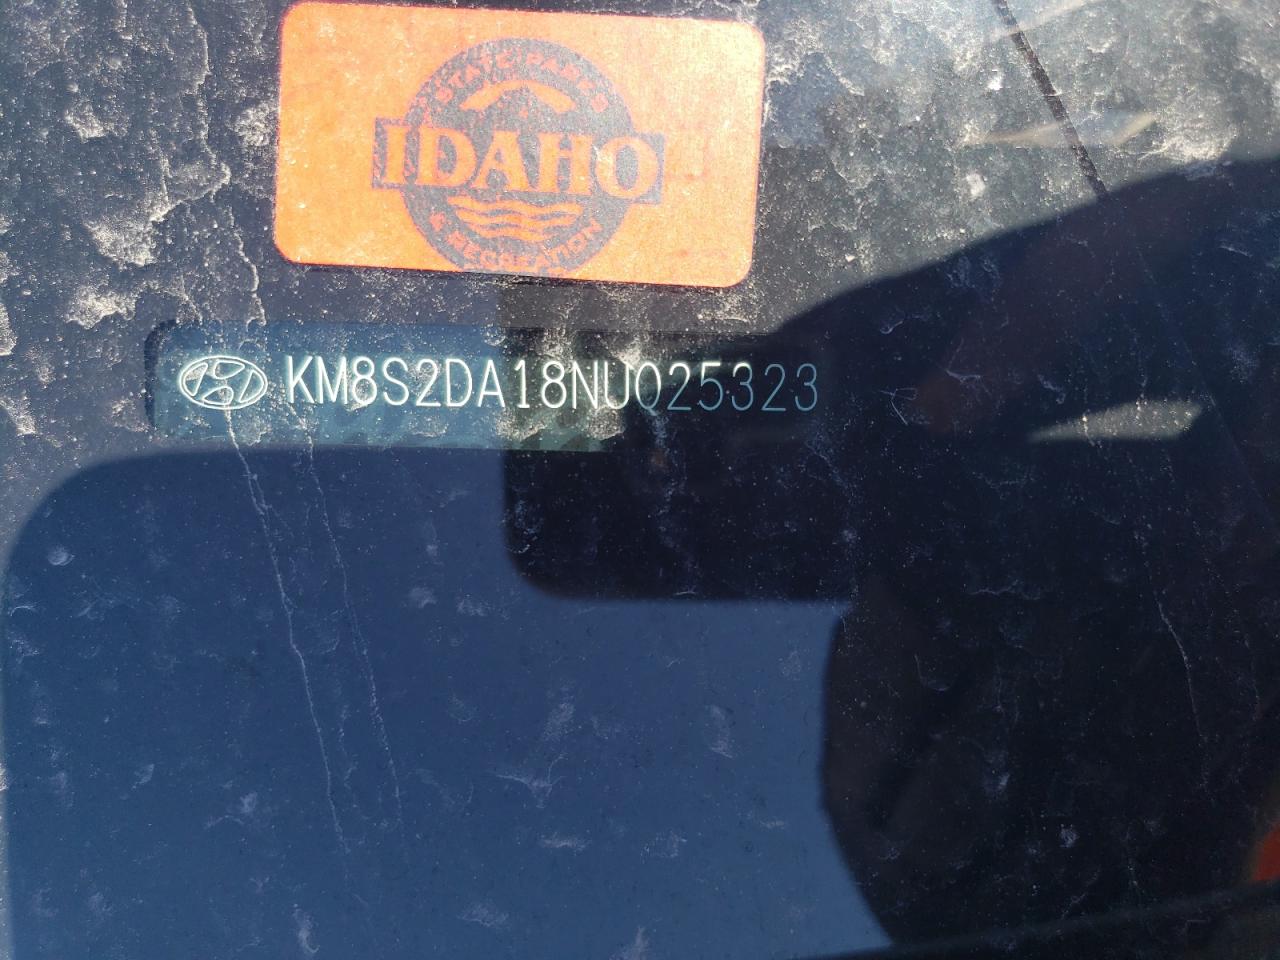 STATE PARKS
IDAHO
& RECREATION
KM8S2DA18NU025323